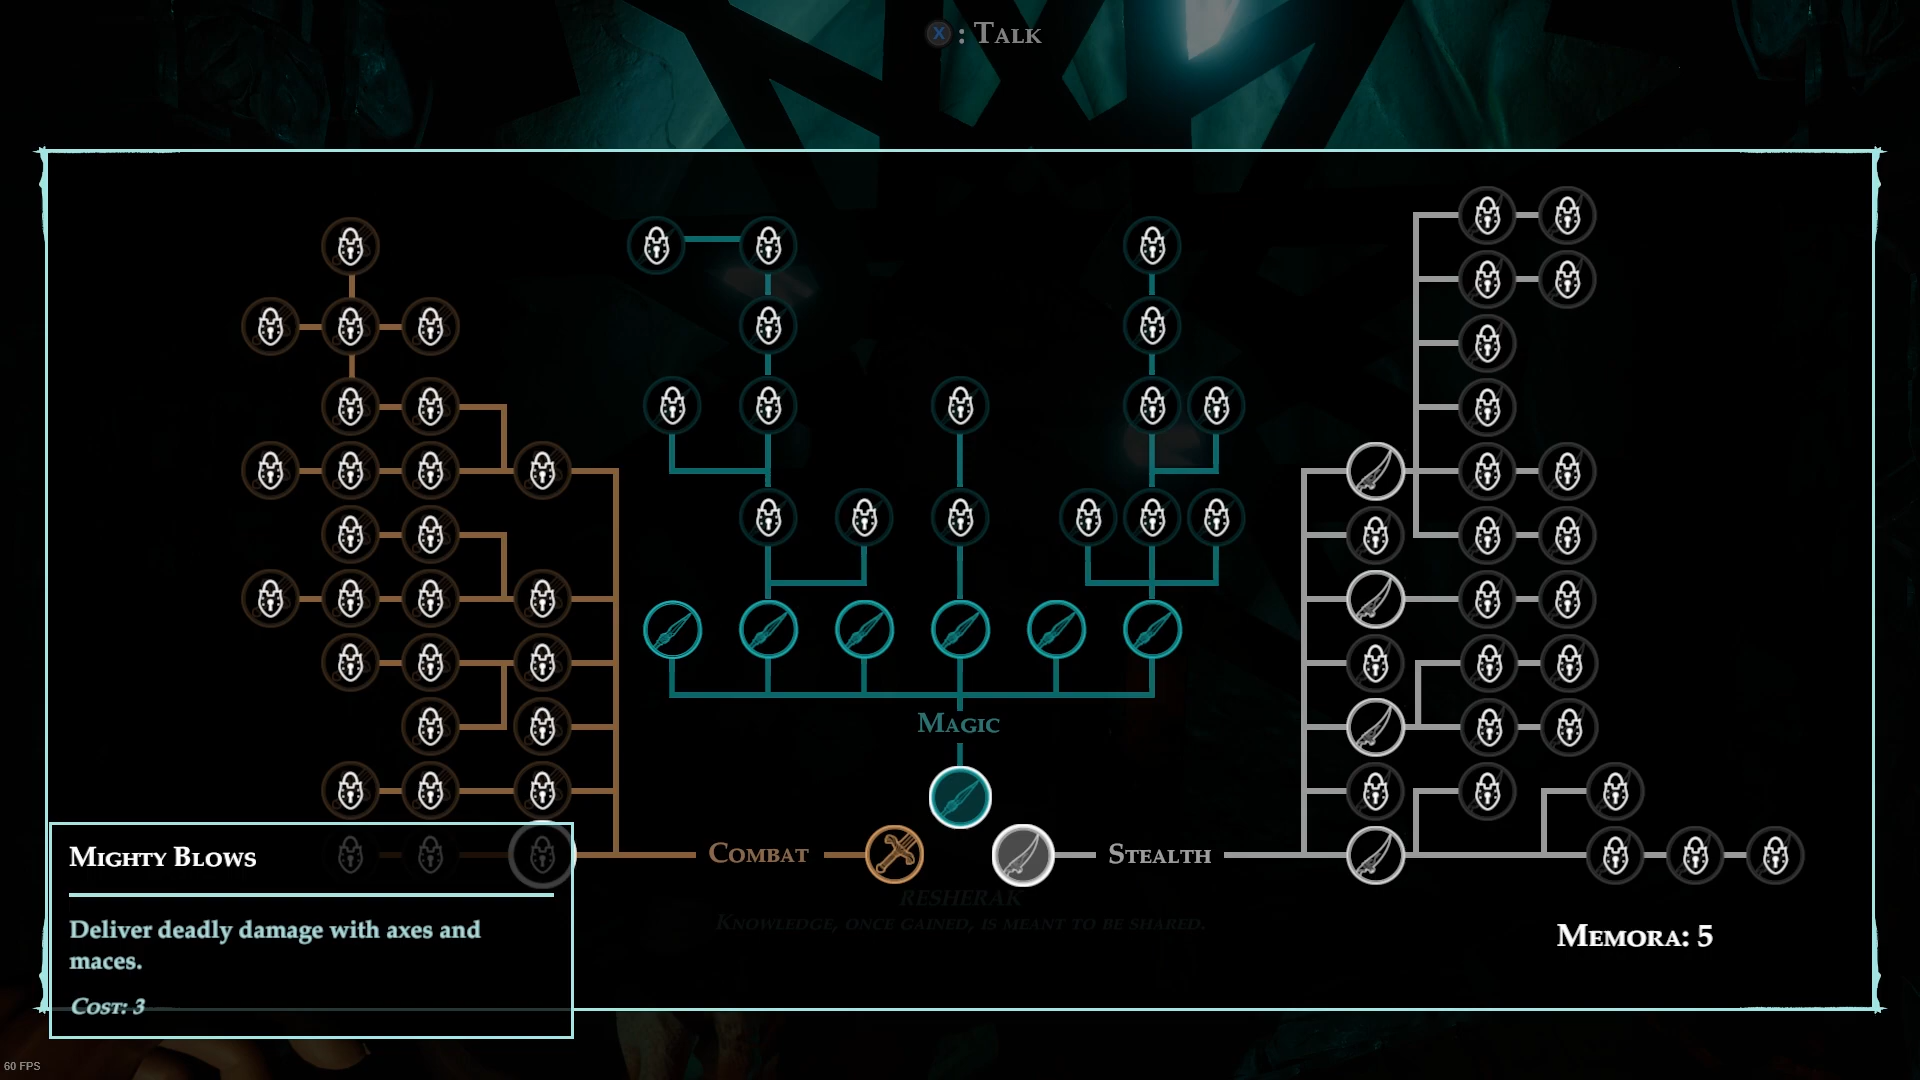 X : Talk
Magic
Combat
Stealth
Mighty Blows
Deliver deadly damage with axes and
maces.
Cost: 3
RESHERAK
Knowledge, once gained, is meant to be shared.
Memora: 5
60 FPS